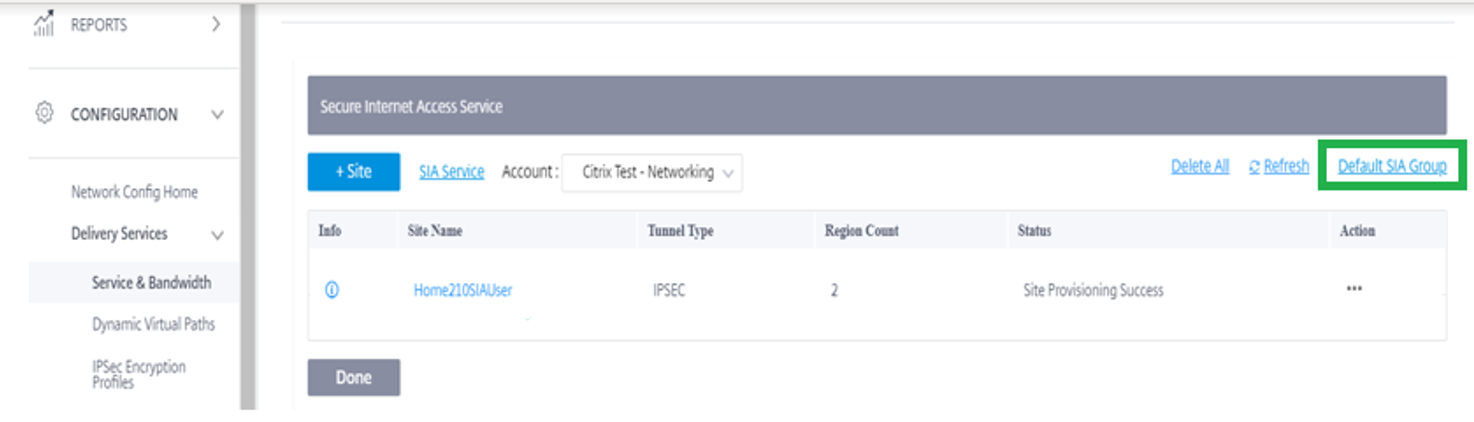 REPORTS
CONFIGURATION
Network Config Home
Delivery Services
Service & Bandwidth
Dynamic Virtual Paths
IPSec Encryption
Profiles
Secure Internet Access Service
+ Site SIA Service Account : Citrix Test - Networking Delete All Refresh Default SIA Group
Info Site Name Tunnel Type Region Count Status Action
Home210SIAUser IPSEC 2 Site Provisioning Success
Done